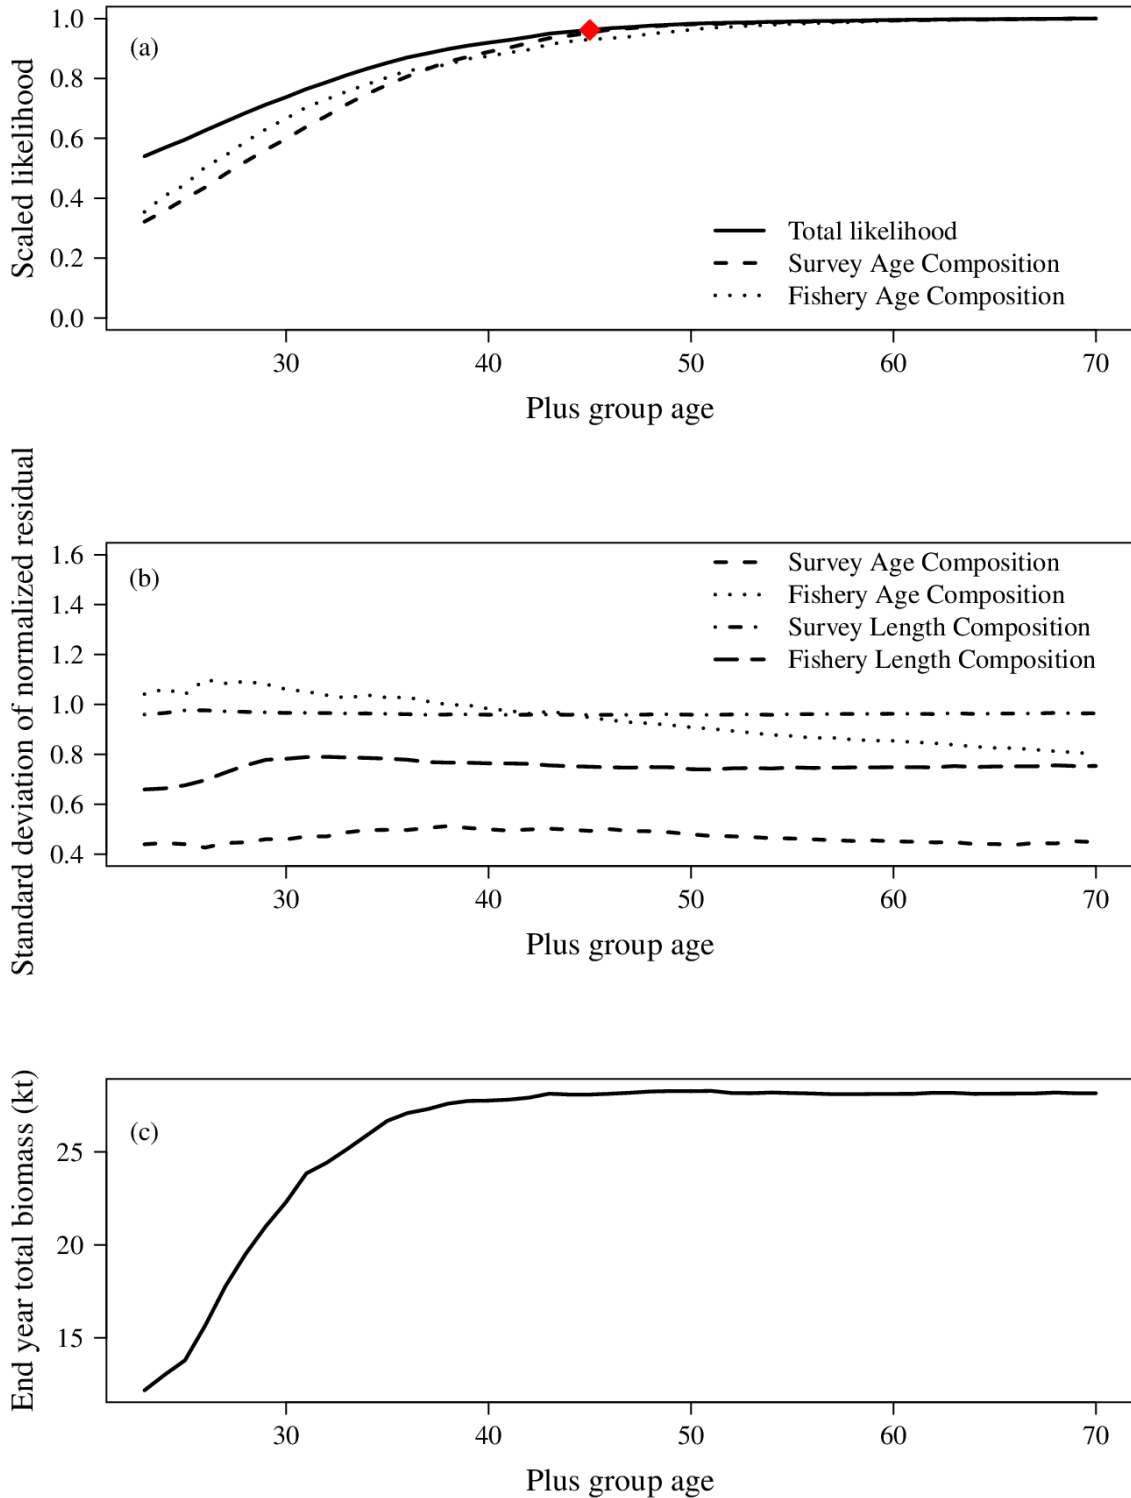 Scaled likelihood
1.0
0.8
0.6
0.4
0.2
0.0
(a)
Total likelihood
Survey Age Composition
Fishery Age Composition
30 40 50 60 70
Plus group age
Standard deviation of normalized residual
1.6
1.4
1.2
1.0
0.8
0.6
0.4
(b)
Survey Age Composition
Fishery Age Composition
Survey Length Composition
Fishery Length Composition
30 40 50 60 70
Plus group age
End year total biomass (kt)
25
20
15
(c)
30 40 50 60 70
Plus group age